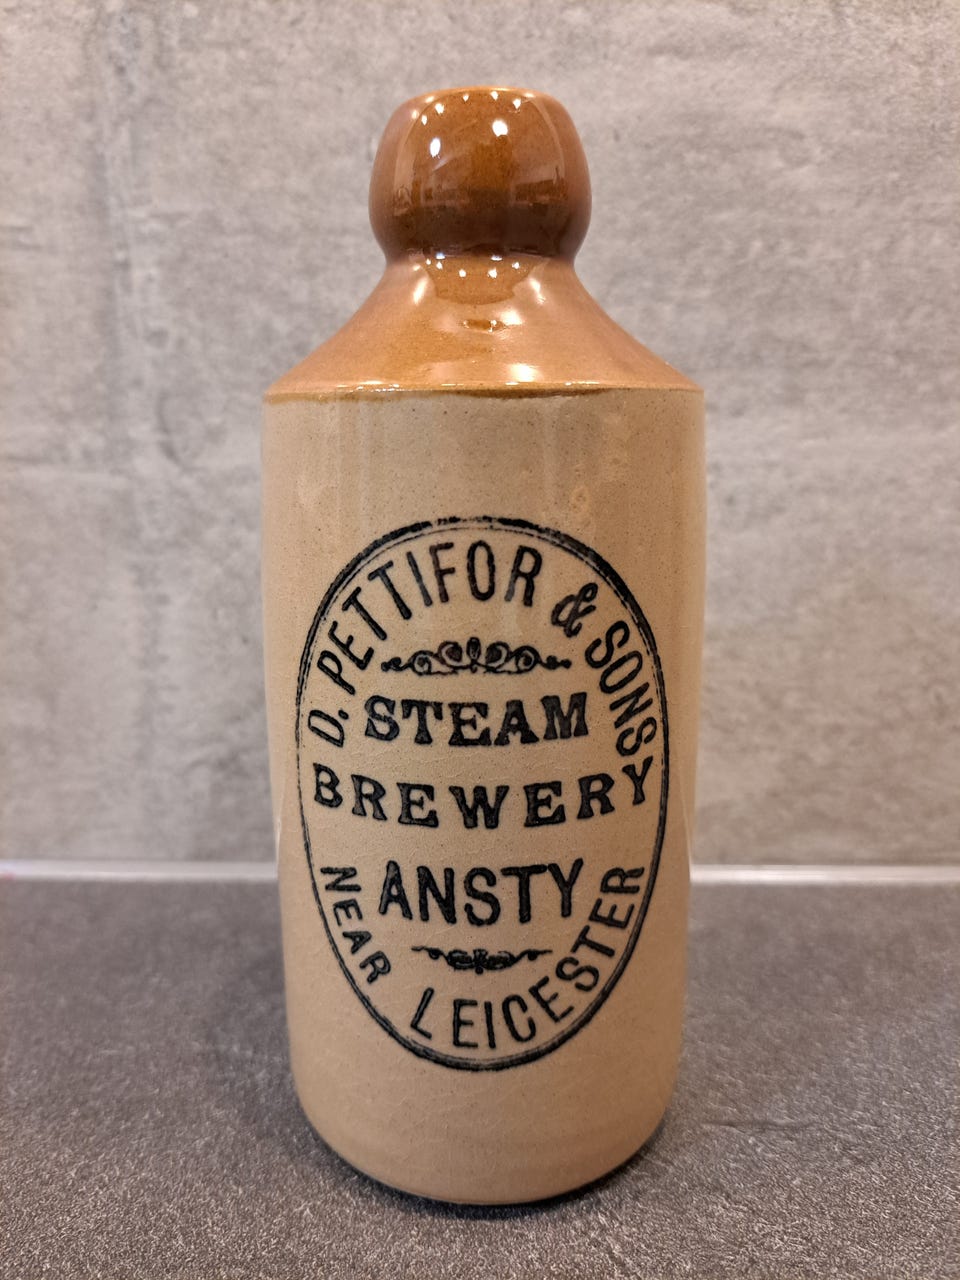 D. PETTIFOR & SONS
STEAM
BREWERY
ANSTY
NEAR LEICESTER